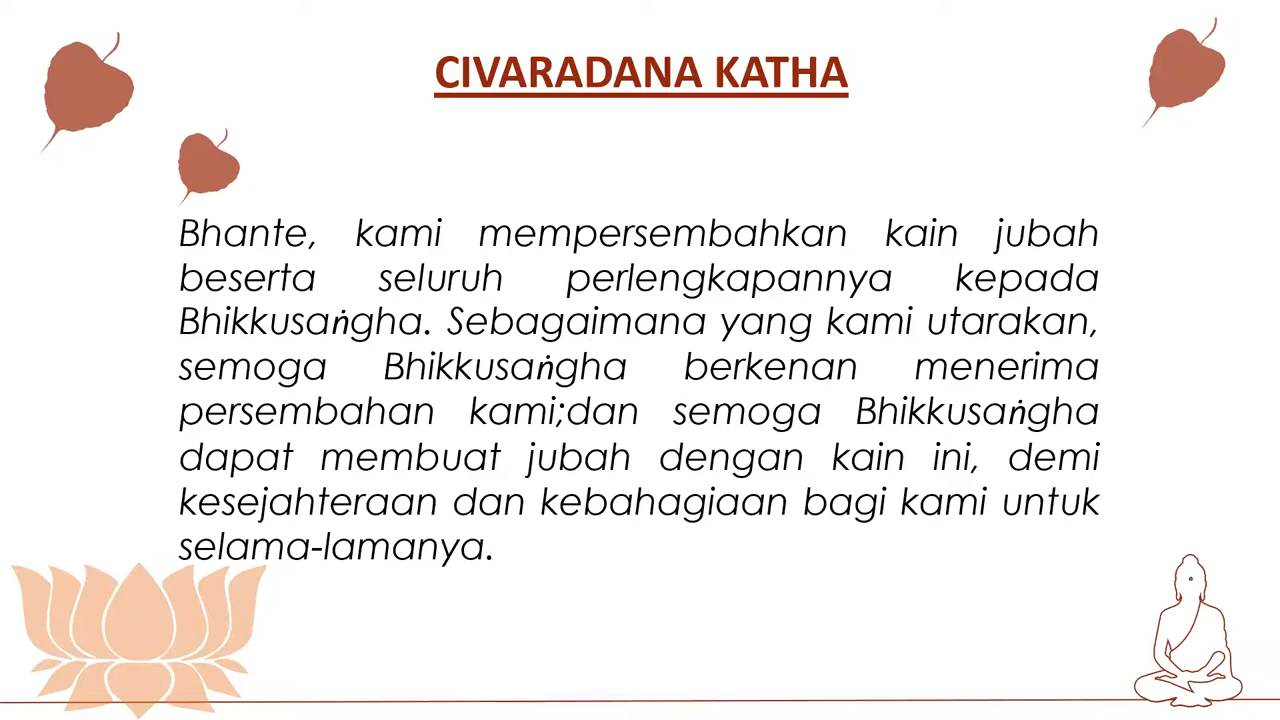 CIVARADANA KATHA
Bhante, kami mempersembahkan kain jubah
beserta seluruh perlengkapannya kepada
Bhikkusaṅgha. Sebagaimana yang kami utarakan,
semoga Bhikkusaṅgha berkenan menerima
persembahan kami;dan semoga Bhikkusaṅgha
dapat membuat jubah dengan kain ini, demi
kesejahteraan dan kebahagiaan bagi kami untuk
selama-lamanya.